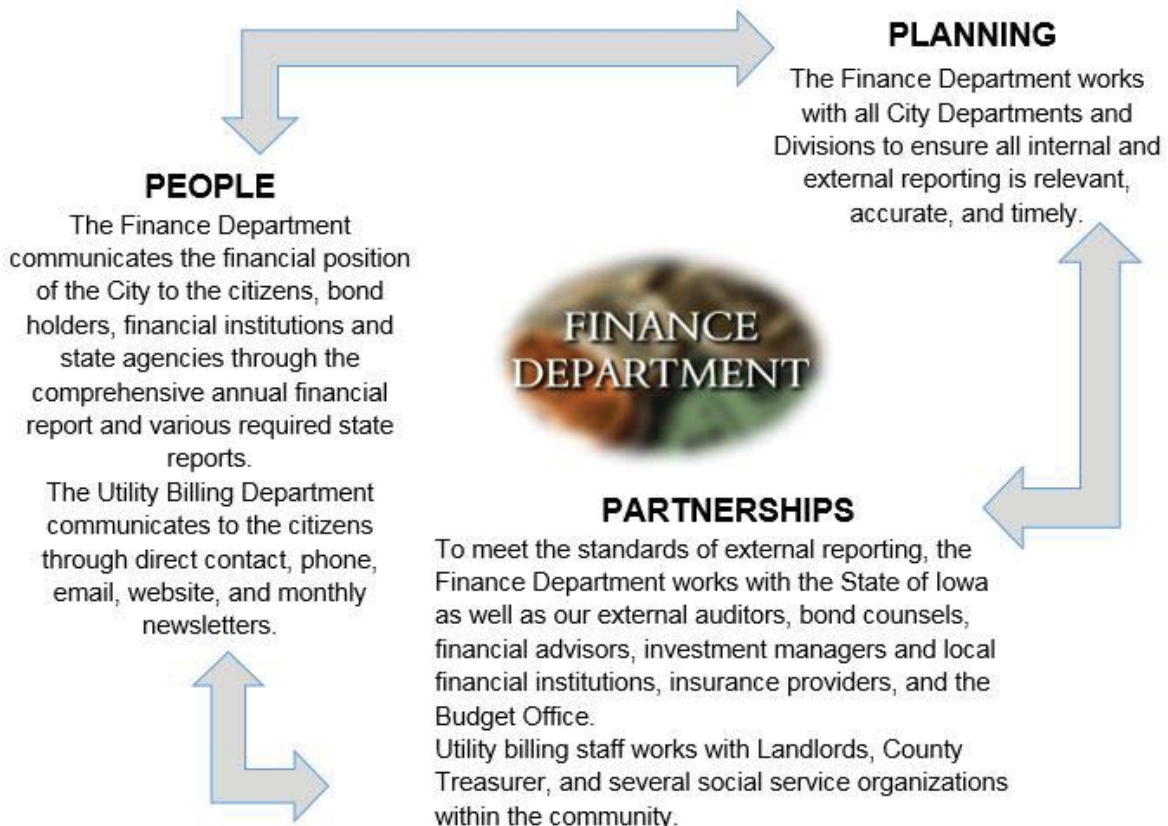 PLANNING
The Finance Department works
with all City Departments and
Divisions to ensure all internal and
external reporting is relevant,
accurate, and timely.
PEOPLE
The Finance Department
communicates the financial position
of the City to the citizens, bond
holders, financial institutions and
state agencies through the
comprehensive annual financial
report and various required state
reports.
The Utility Billing Department
communicates to the citizens
through direct contact, phone,
email, website, and monthly
newsletters.
FINANCE
DEPARTMENT
PARTNERSHIPS
To meet the standards of external reporting, the
Finance Department works with the State of Iowa
as well as our external auditors, bond counsels,
financial advisors, investment managers and local
financial institutions, insurance providers, and the
Budget Office.
Utility billing staff works with Landlords, County
Treasurer, and several social service organizations
within the community.